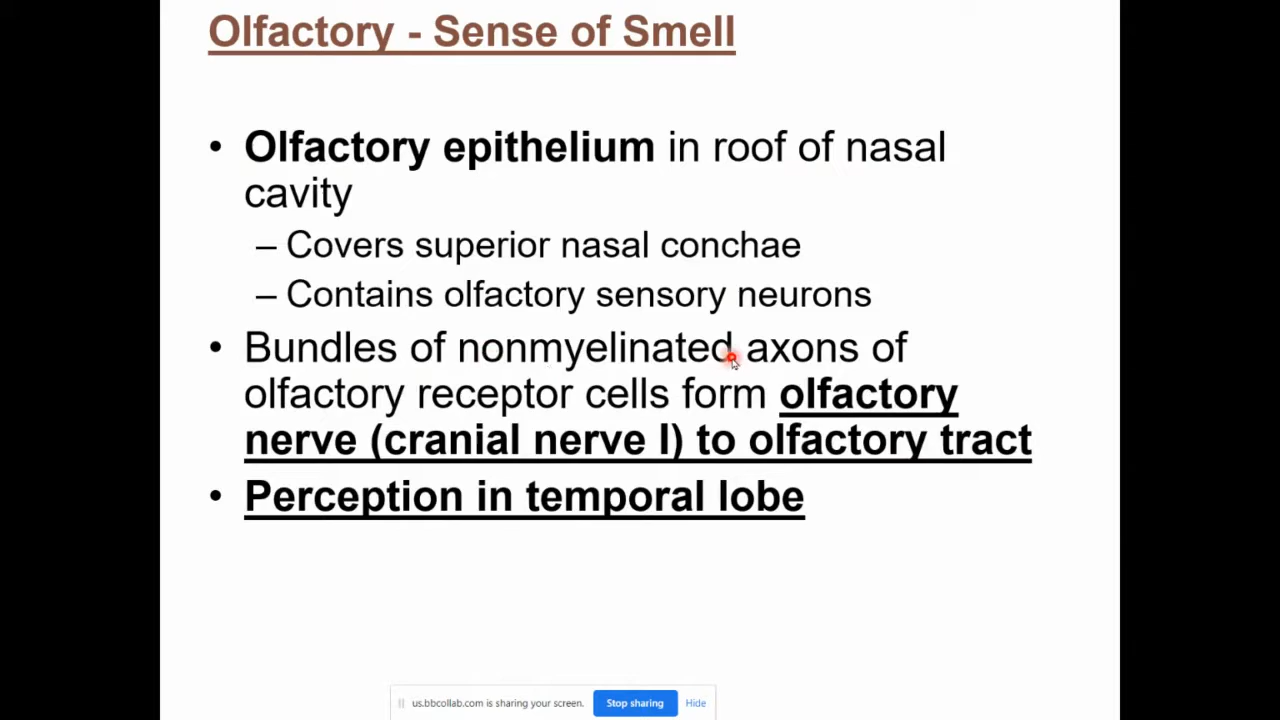 Olfactory - Sense of Smell
• Olfactory epithelium in roof of nasal
cavity
– Covers superior nasal conchae
– Contains olfactory sensory neurons
• Bundles of nonmyelinated axons of
olfactory receptor cells form olfactory
nerve (cranial nerve I) to olfactory tract
• Perception in temporal lobe
us.bbcollab.com is sharing your screen. Stop sharing Hide